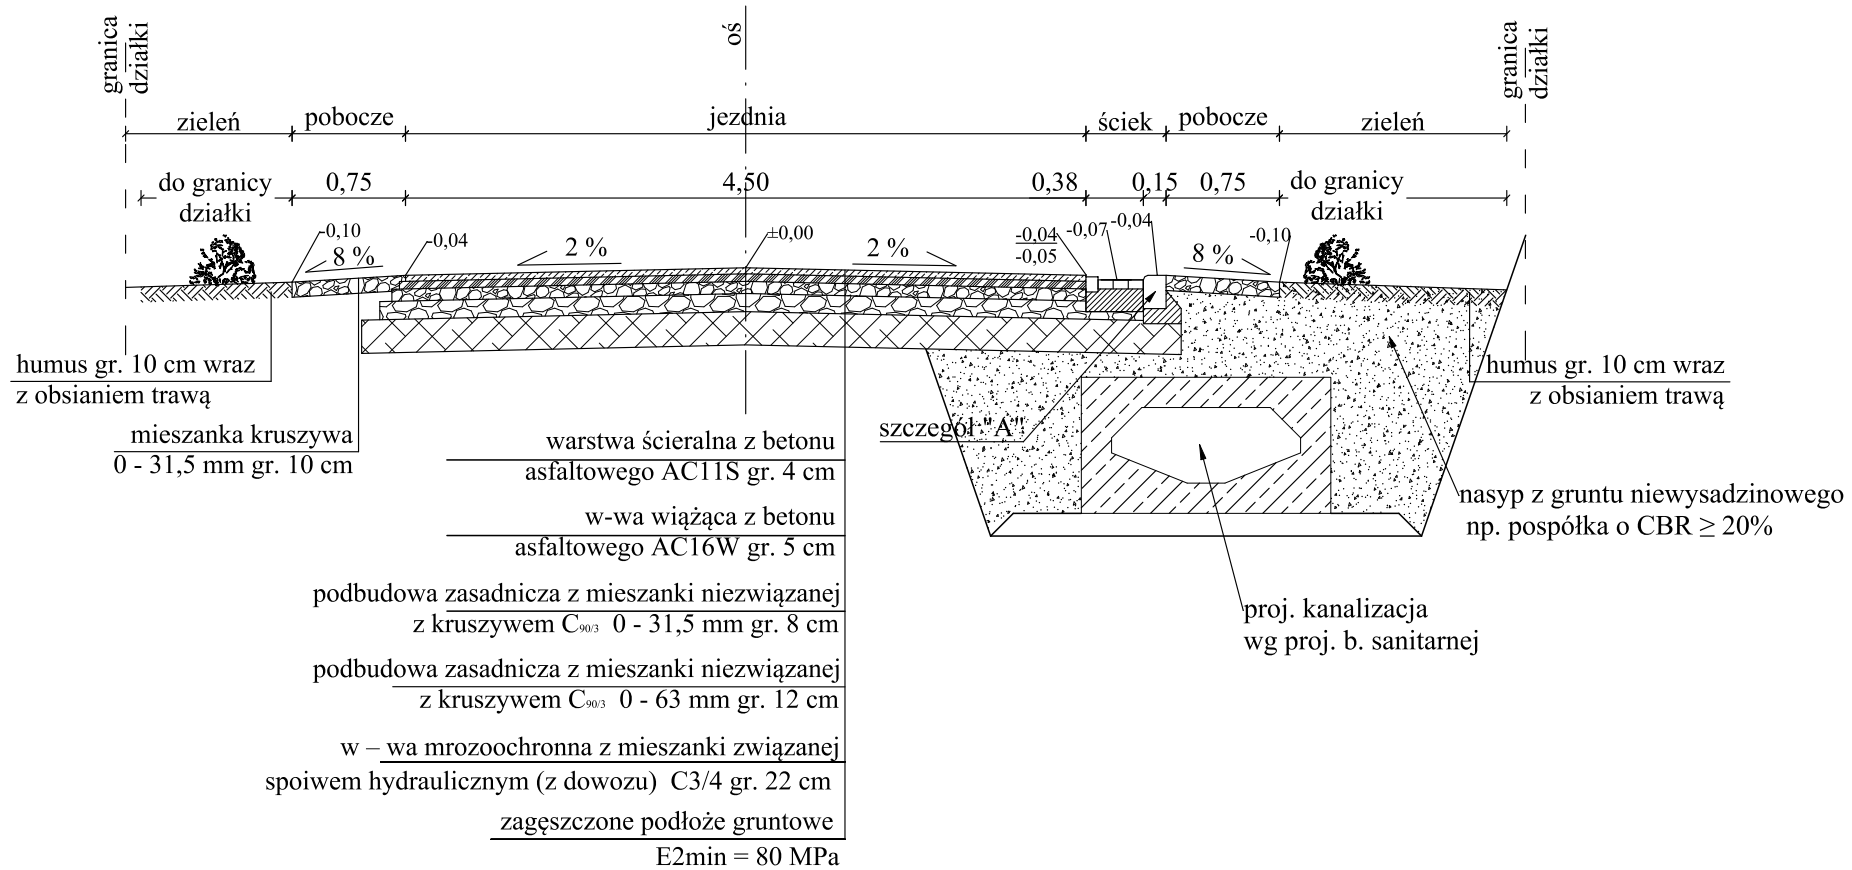 granica
działki
oś
granica
działki
zieleń
pobocze
jezdnia
ściek
pobocze
zieleń
do granicy
działki
0,75
4,50
0,38
0,15
0,75
do granicy
działki
-0,10
8 %
-0,04
2 %
±0,00
2 %
-0,04
-0,05
-0,07
-0,04
8 %
-0,10
humus gr. 10 cm wraz
z obsianiem trawą
mieszanka kruszywa
0 - 31,5 mm gr. 10 cm
humus gr. 10 cm wraz
z obsianiem trawą
szczegół "A"
warstwa ścieralna z betonu
asfaltowego AC11S gr. 4 cm
w-wa wiążąca z betonu
asfaltowego AC16W gr. 5 cm
podbudowa zasadnicza z mieszanki niezwiązanej
z kruszywem C90/3 0 - 31,5 mm gr. 8 cm
podbudowa zasadnicza z mieszanki niezwiązanej
z kruszywem C90/3 0 - 63 mm gr. 12 cm
w – wa mrozoochronna z mieszanki związanej
spoiwem hydraulicznym (z dowozu) C3/4 gr. 22 cm
zagęszczone podłoże gruntowe
E2min = 80 MPa
nasyp z gruntu niewysadzinowego
np. pospółka o CBR ≥ 20%
proj. kanalizacja
wg proj. b. sanitarnej